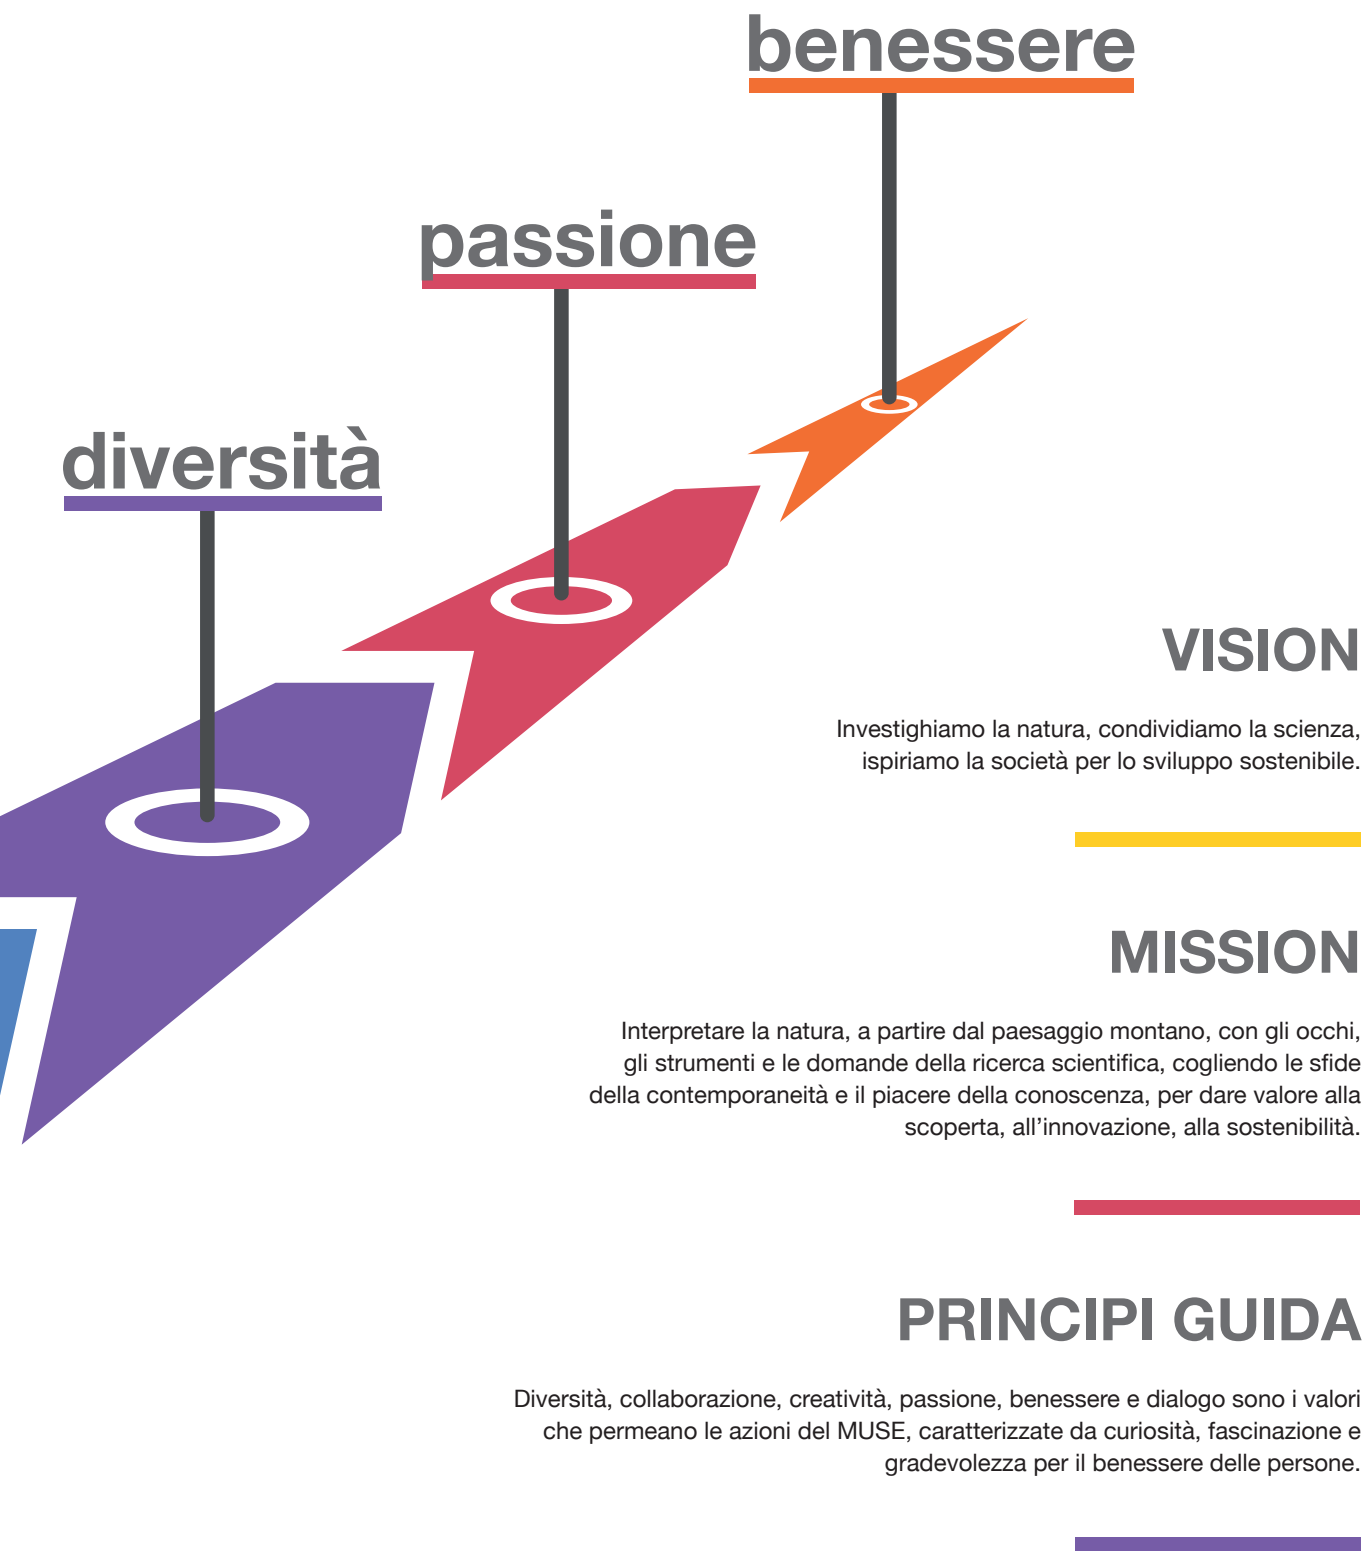 benessere
passione
diversità
VISION
Investighiamo la natura, condividiamo la scienza,
ispiriamo la società per lo sviluppo sostenibile.
MISSION
Interpretare la natura, a partire dal paesaggio montano, con gli occhi,
gli strumenti e le domande della ricerca scientifica, cogliendo le sfide
della contemporaneità e il piacere della conoscenza, per dare valore alla
scoperta, all’innovazione, alla sostenibilità.
PRINCIPI GUIDA
Diversità, collaborazione, creatività, passione, benessere e dialogo sono i valori
che permeano le azioni del MUSE, caratterizzate da curiosità, fascinazione e
gradevolezza per il benessere delle persone.